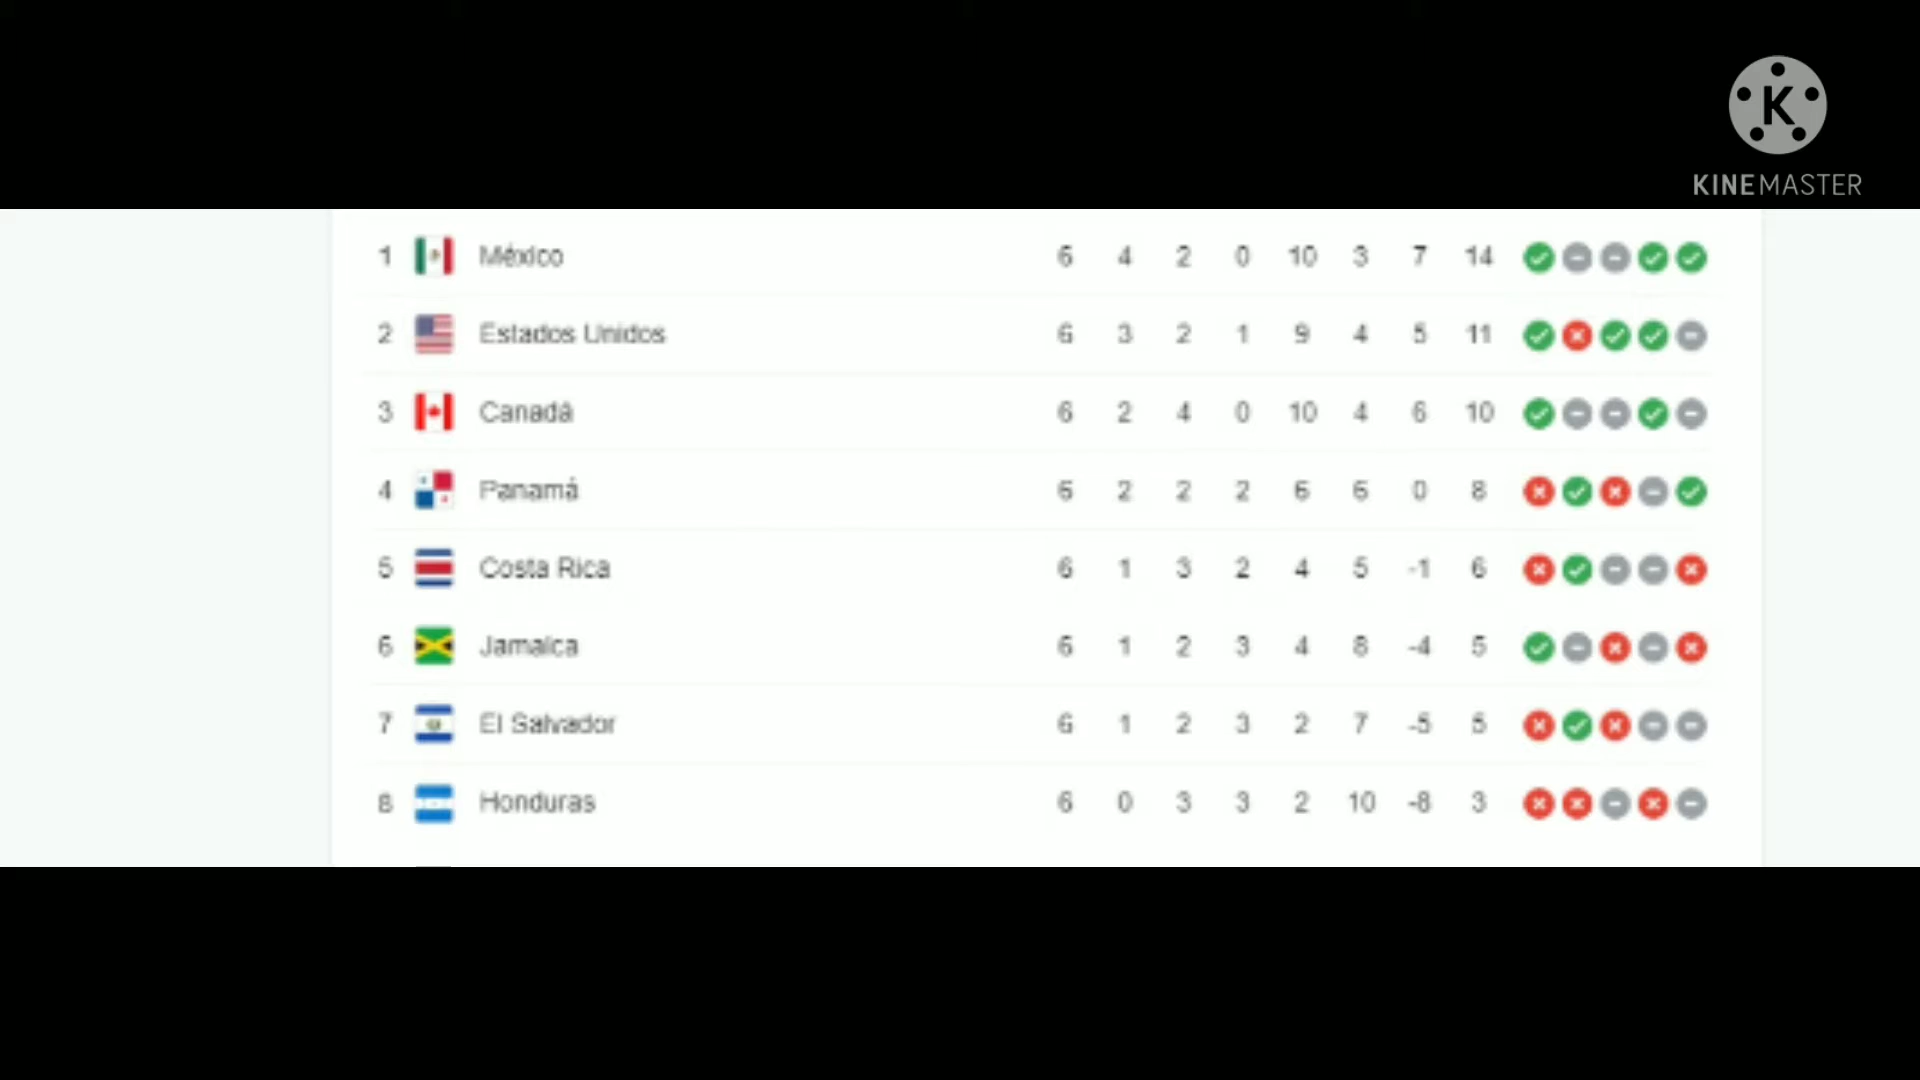 K
KINEMASTER
1 México 6 4 2 0 10 3 7 14
2 Estados Unidos 6 3 2 1 9 4 5 11
3 Canadá 6 2 4 0 10 4 6 10
4 Panamá 6 2 2 2 6 6 0 8
5 Costa Rica 6 1 3 2 4 5 -1 6
6 Jamaica 6 1 2 3 4 8 -4 5
7 El Salvador 6 1 2 3 2 7 -5 5
8 Honduras 6 0 3 3 2 10 -8 3